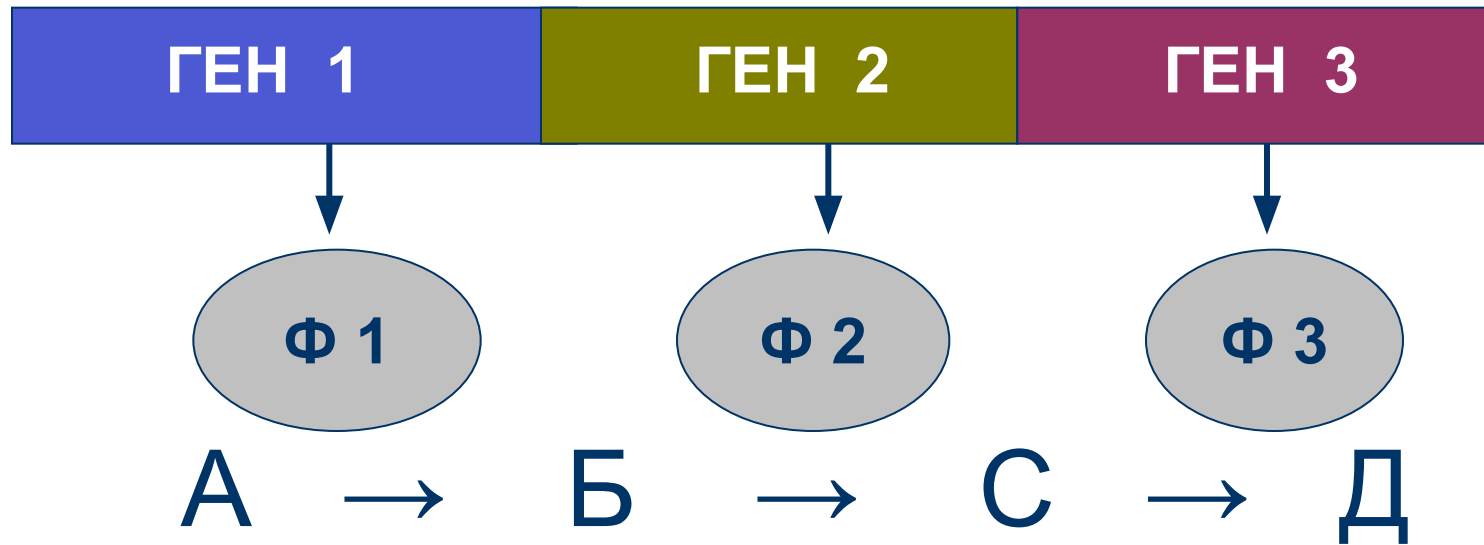 ГЕН 1 ГЕН 2 ГЕН 3
Ф 1 Ф 2 Ф 3
А → Б → С → Д